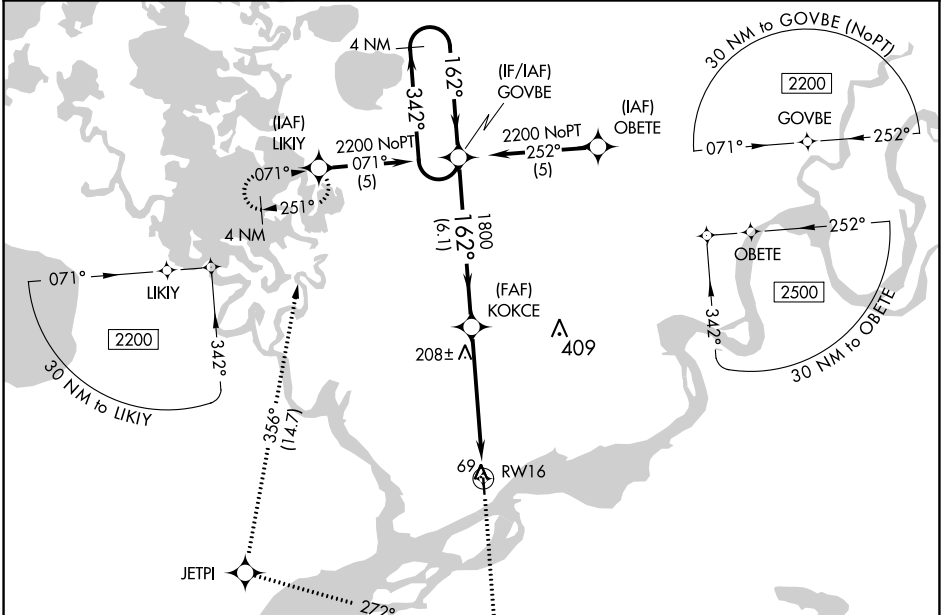 4 NM
162°
342°
(IF/IAF)
GOVBE
(IAF)
OBETE
2200 NoPT
252°
(5)
(IAF)
LIKIY
2200 NoPT
071°
(5)
071°
251°
4 NM
30 NM to GOVBE (NoPT)
2200
GOVBE
071°
252°
1800
162°
(6.1)
(FAF)
KOKCE
208±
409
071°
LIKIY
2200
342°
30 NM to LIKIY
252°
OBETE
2500
342°
30 NM to OBETE
356°
(14.7)
69
RW16
JETPI
272°